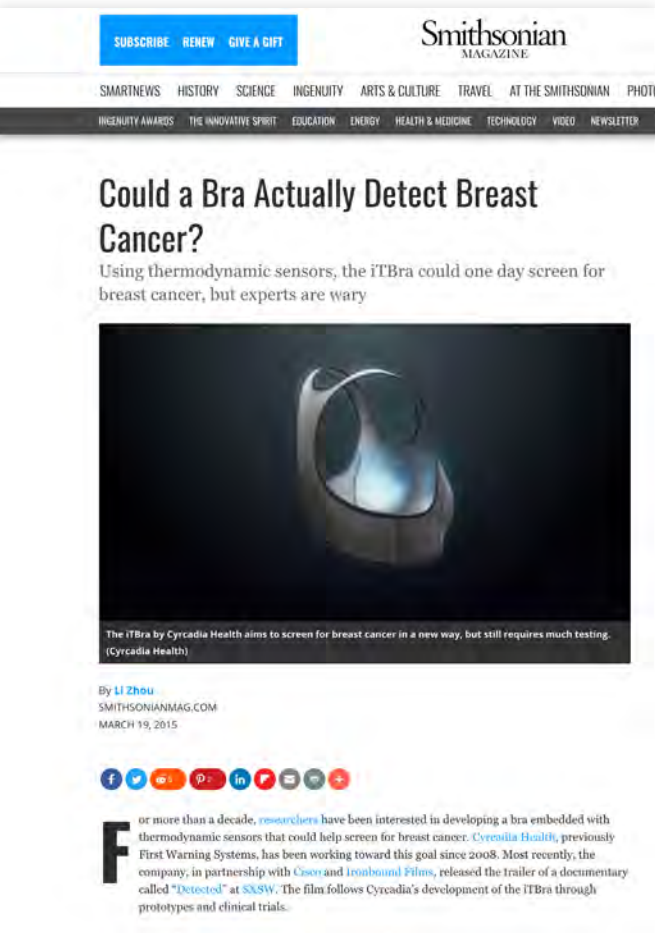 SUBSCRIBE RENEW GIVE A GIFT
Smithsonian
MAGAZINE
SMARTNEWS HISTORY SCIENCE INGENUITY ARTS & CULTURE TRAVEL AT THE SMITHSONIAN PHOT
INGENUITY AWARDS THE INNOVATIVE SPIRIT EDUCATION ENERGY HEALTH & MEDICINE TECHNOLOGY VIDEO NEWSLETTER
Could a Bra Actually Detect Breast
Cancer?
Using thermodynamic sensors, the iTBra could one day screen for
breast cancer, but experts are wary
The iTBra by Cyrcadia Health aims to screen for breast cancer in a new way, but still requires much testing.
(Cyrcadia Health)
By Li Zhou
SMITHSONIANMAG.COM
MARCH 19, 2015
For more than a decade, researchers have been interested in developing a bra embedded with
thermodynamic sensors that could help screen for breast cancer. Cyrcadia Health, previously
First Warning Systems, has been working toward this goal since 2008. Most recently, the
company, in partnership with Cisco and Ironbound Films, released the trailer of a documentary
called "Detected" at SXSW. The film follows Cyrcadia's development of the iTBra through
prototypes and clinical trials.